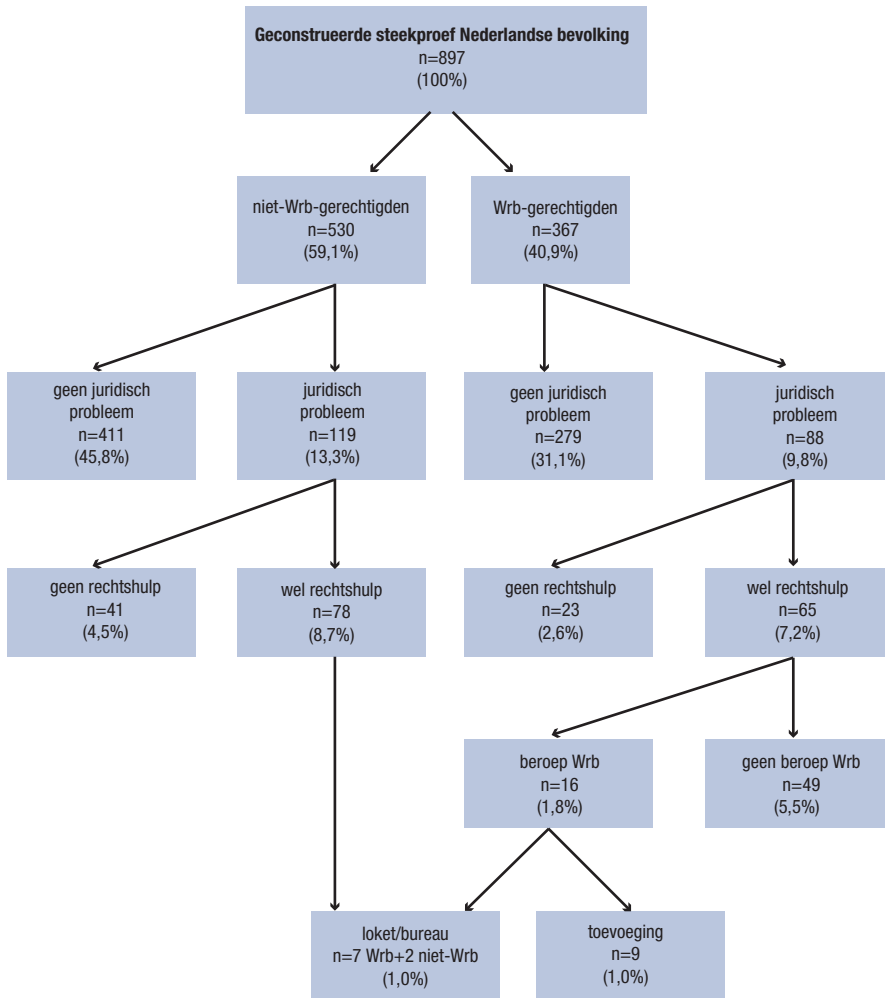 Geconstrueerde steekproef Nederlandse bevolking
n=897
(100%)
niet-Wrb-gerechtigden
n=530
(59,1%)
Wrb-gerechtigden
n=367
(40,9%)
geen juridisch
probleem
n=411
(45,8%)
juridisch
probleem
n=119
(13,3%)
geen juridisch
probleem
n=279
(31,1%)
juridisch
probleem
n=88
(9,8%)
geen rechtshulp
n=41
(4,5%)
wel rechtshulp
n=78
(8,7%)
geen rechtshulp
n=23
(2,6%)
wel rechtshulp
n=65
(7,2%)
beroep Wrb
n=16
(1,8%)
geen beroep Wrb
n=49
(5,5%)
loket/bureau
n=7 Wrb+2 niet-Wrb
(1,0%)
toevoeging
n=9
(1,0%)